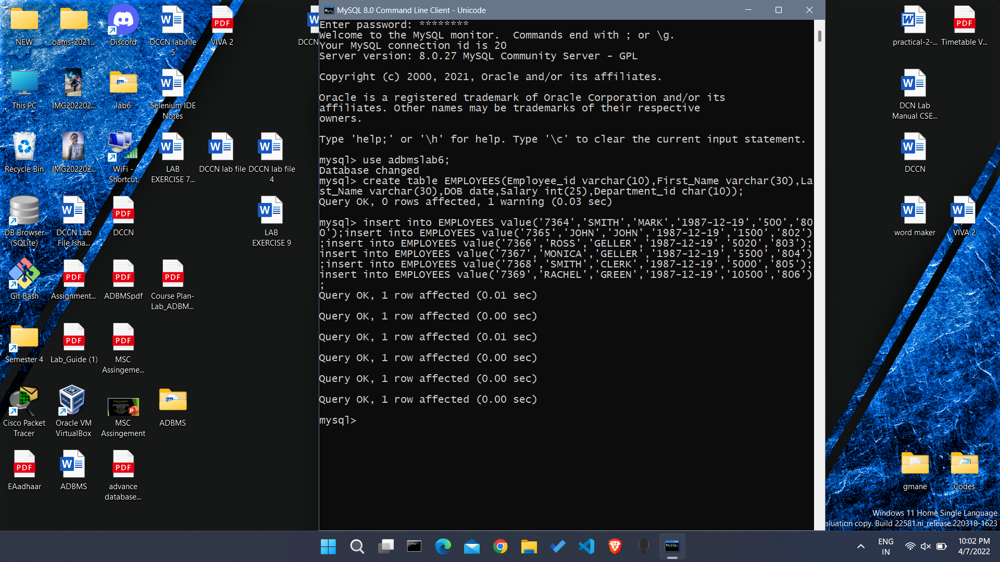 MySQL 8.0 Command Line Client - Unicode
Enter password: ********
Welcome to the MySQL monitor.  Commands end with ; or \g.
Your MySQL connection id is 20
Server version: 8.0.27 MySQL Community Server - GPL
Copyright (c) 2000, 2021, Oracle and/or its affiliates.
Oracle is a registered trademark of Oracle Corporation and/or its
affiliates. Other names may be trademarks of their respective
owners.
Type 'help;' or '\h' for help. Type '\c' to clear the current input statement.
mysql> use adbmslab6;
Database changed
mysql> create table EMPLOYEES(Employee_id varchar(10),First_Name varchar(30),La
st_Name varchar(30),DOB date,Salary int(25),Department_id char(10));
Query OK, 0 rows affected, 1 warning (0.03 sec)
mysql> insert into EMPLOYEES value('7364','SMITH','MARK','1987-12-19','500','80
0');insert into EMPLOYEES value('7365','JOHN','JOHN','1987-12-19','1500','802')
;insert into EMPLOYEES value('7366','ROSS','GELLER','1987-12-19','5020','803');
insert into EMPLOYEES value('7367','MONICA','GELLER','1987-12-19','5500','804')
;insert into EMPLOYEES value('7368','SMITH','CLERK','1987-12-19','5000','805');
insert into EMPLOYEES value('7369','RACHEL','GREEN','1987-12-19','10500','806')
;
Query OK, 1 row affected (0.01 sec)
Query OK, 1 row affected (0.00 sec)
Query OK, 1 row affected (0.01 sec)
Query OK, 1 row affected (0.00 sec)
Query OK, 1 row affected (0.00 sec)
Query OK, 1 row affected (0.00 sec)
mysql>
NEW
oams-2021...
Discord
DCCN lab file
5
VIVA 2
DCCN
This PC
IMG202202...
lab6
Selenium IDE
Notes
Recycle Bin
IMG202202...
WiFi -
Shortcut
LAB
EXERCISE 7...
DCCN lab file
DCCN lab file
4
DB Browser
(SQLite)
DCCN Lab
File Isha...
DCCN
LAB
EXERCISE 9
Git Bash
Assignment...
ADBMSpdf
Course Plan-
Lab_ADBM...
Semester 4
Lab_Guide (1)
MSC
Assingeme...
Cisco Packet
Tracer
Oracle VM
VirtualBox
MSC
Assingement
ADBMS
EAadhaar
ADBMS
advance
database...
practical-2-...
Timetable V...
DCN Lab
Manual CSE...
DCCN
word maker
VIVA 2
gmane
Codes
Windows 11 Home Single Language
aluation copy. Build 22581.ni_release.220318-1623
ENG
IN
10:02 PM
4/7/2022